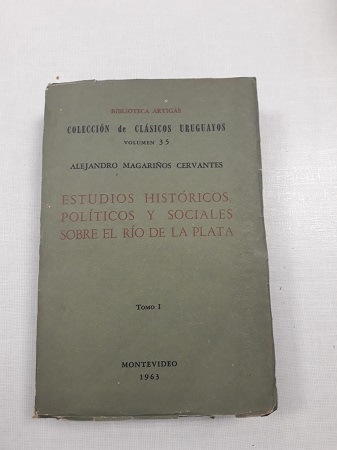 BIBLIOTECA ARTIGAS
COLECCIÓN de CLÁSICOS URUGUAYOS
VOLUMEN 35
ALEJANDRO MAGARIÑOS CERVANTES
ESTUDIOS HISTÓRICOS,
POLÍTICOS Y SOCIALES
SOBRE EL RÍO DE LA PLATA
TOMO I
MONTEVIDEO
1963